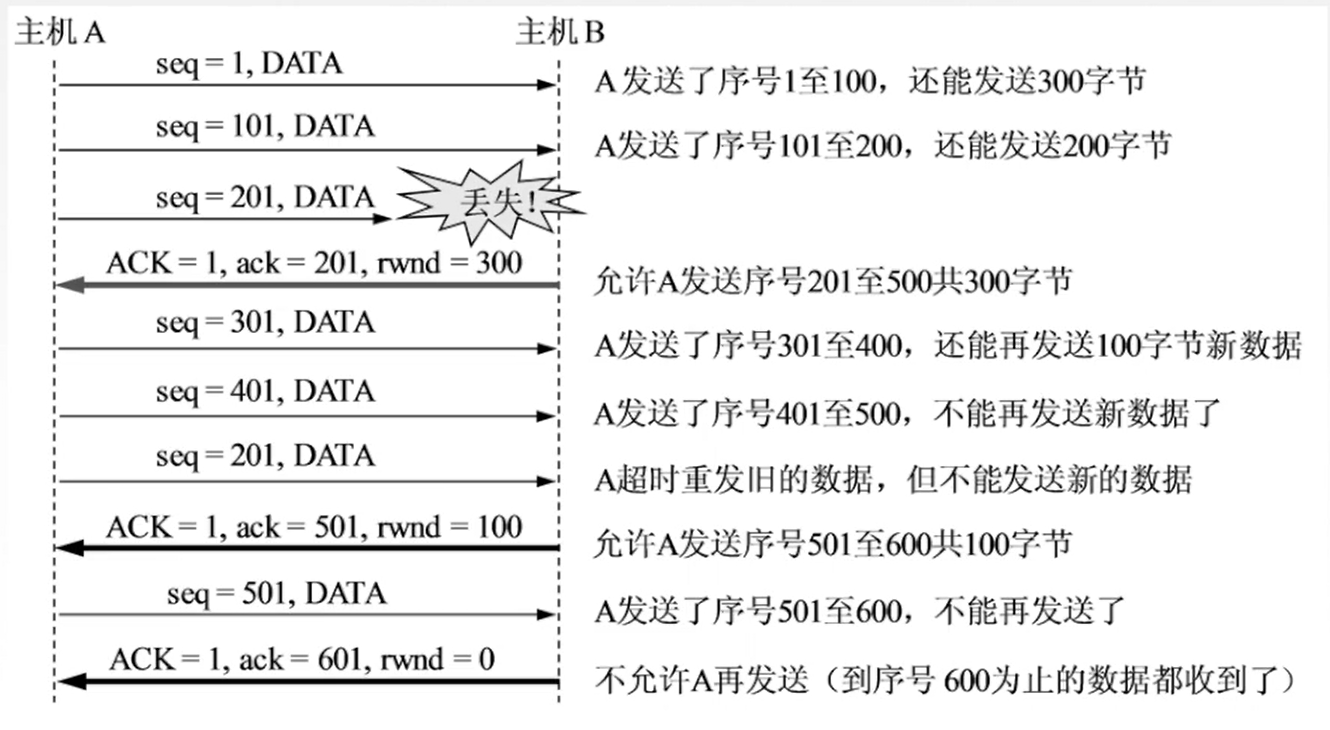 主机A 主机B
seq = 1, DATA A发送了序号1至100，还能发送300字节
seq = 101, DATA A发送了序号101至200，还能发送200字节
seq = 201, DATA 丢失!
ACK = 1, ack = 201, rwnd = 300 允许A发送序号201至500共300字节
seq = 301, DATA A发送了序号301至400，还能再发送100字节新数据
seq = 401, DATA A发送了序号401至500，不能再发送新数据了
seq = 201, DATA A超时重发旧的数据，但不能发送新的数据
ACK = 1, ack = 501, rwnd = 100 允许A发送序号501至600共100字节
seq = 501, DATA A发送了序号501至600，不能再发送了
ACK = 1, ack = 601, rwnd = 0 不允许A再发送（到序号600为止的数据都收到了）